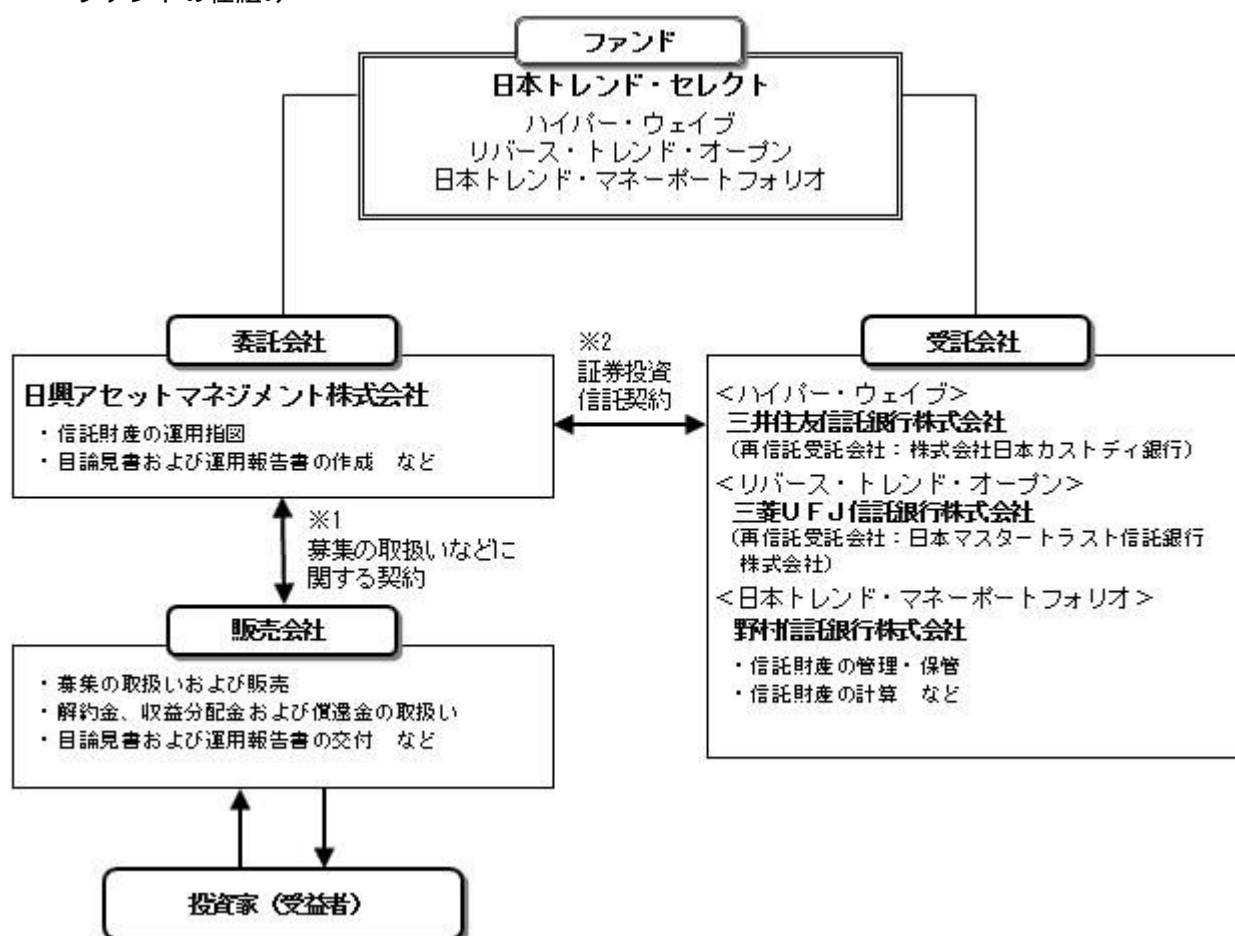 ファンドの仕組み
ファンド
日本トレンド・セレクト
ハイパー・ウェイブ
リバース・トレンド・オープン
日本トレンド・マネーポートフォリオ
委託会社
日興アセットマネジメント株式会社
・信託財産の運用指図
・目論見書および運用報告書の作成 など
※2
証券投資
信託契約
受託会社
<ハイパー・ウェイブ>
三井住友信託銀行株式会社
(再信託受託会社:株式会社日本カストディ銀行)
<リバース・トレンド・オープン>
三菱UFJ信託銀行株式会社
(再信託受託会社:日本マスタートラスト信託銀行
株式会社)
<日本トレンド・マネーポートフォリオ>
野村信託銀行株式会社
・信託財産の管理・保管
・信託財産の計算 など
※1
募集の取扱いなどに
関する契約
販売会社
・募集の取扱いおよび販売
・解約金、収益分配金および償還金の取扱い
・目論見書および運用報告書の交付 など
投資家(受益者)